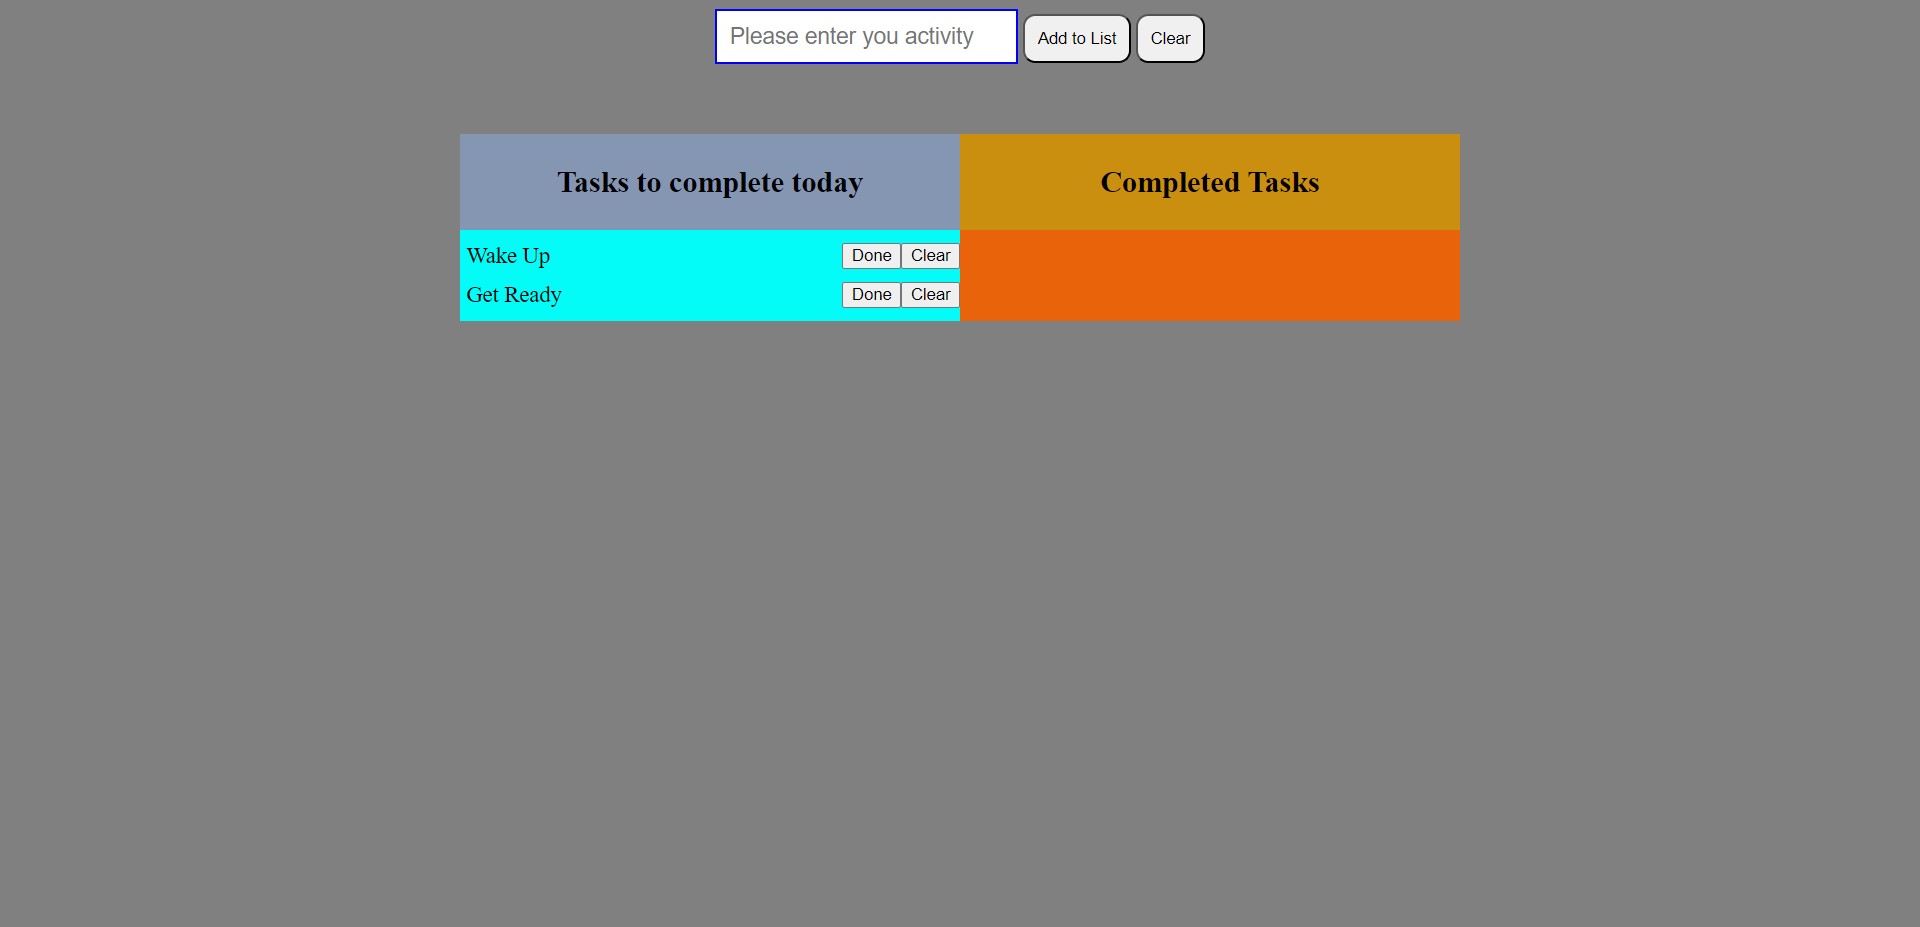 Please enter you activity Add to List Clear
Tasks to complete today Completed Tasks
Wake Up Done Clear
Get Ready Done Clear